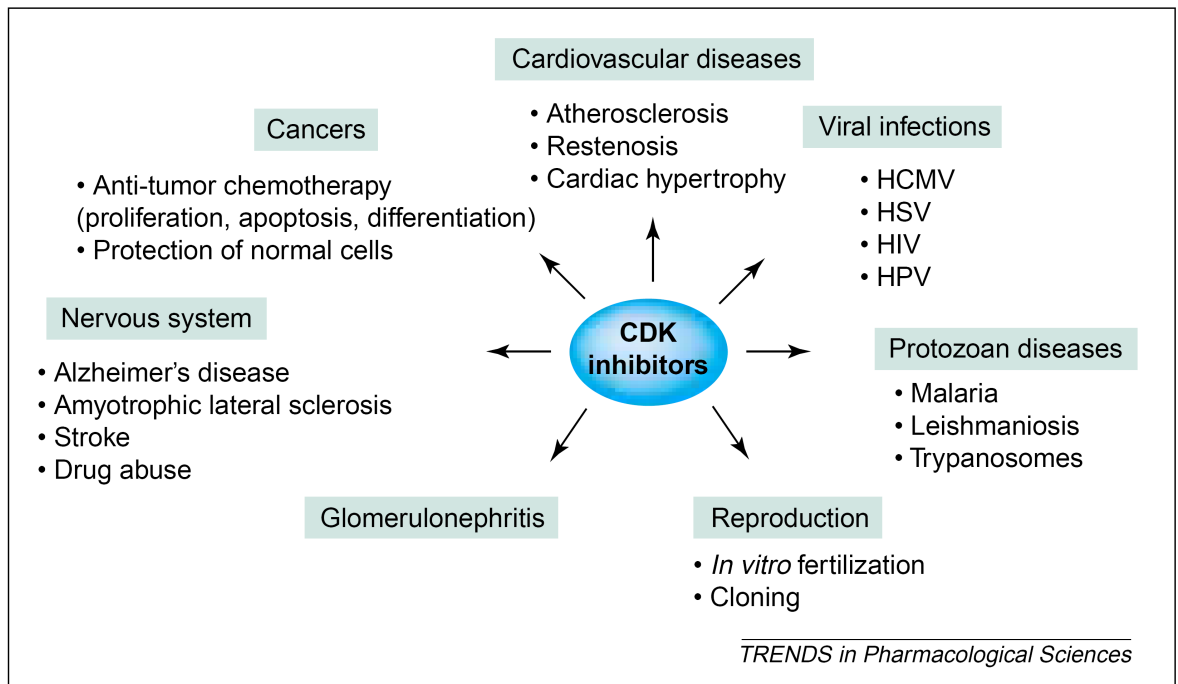 Cardiovascular diseases
• Atherosclerosis
• Restenosis
• Cardiac hypertrophy
Cancers
• Anti-tumor chemotherapy
(proliferation, apoptosis, differentiation)
• Protection of normal cells
Viral infections
• HCMV
• HSV
• HIV
• HPV
Nervous system
• Alzheimer’s disease
• Amyotrophic lateral sclerosis
• Stroke
• Drug abuse
CDK
inhibitors
Protozoan diseases
• Malaria
• Leishmaniosis
• Trypanosomes
Glomerulonephritis
Reproduction
• In vitro fertilization
• Cloning
TRENDS in Pharmacological Sciences